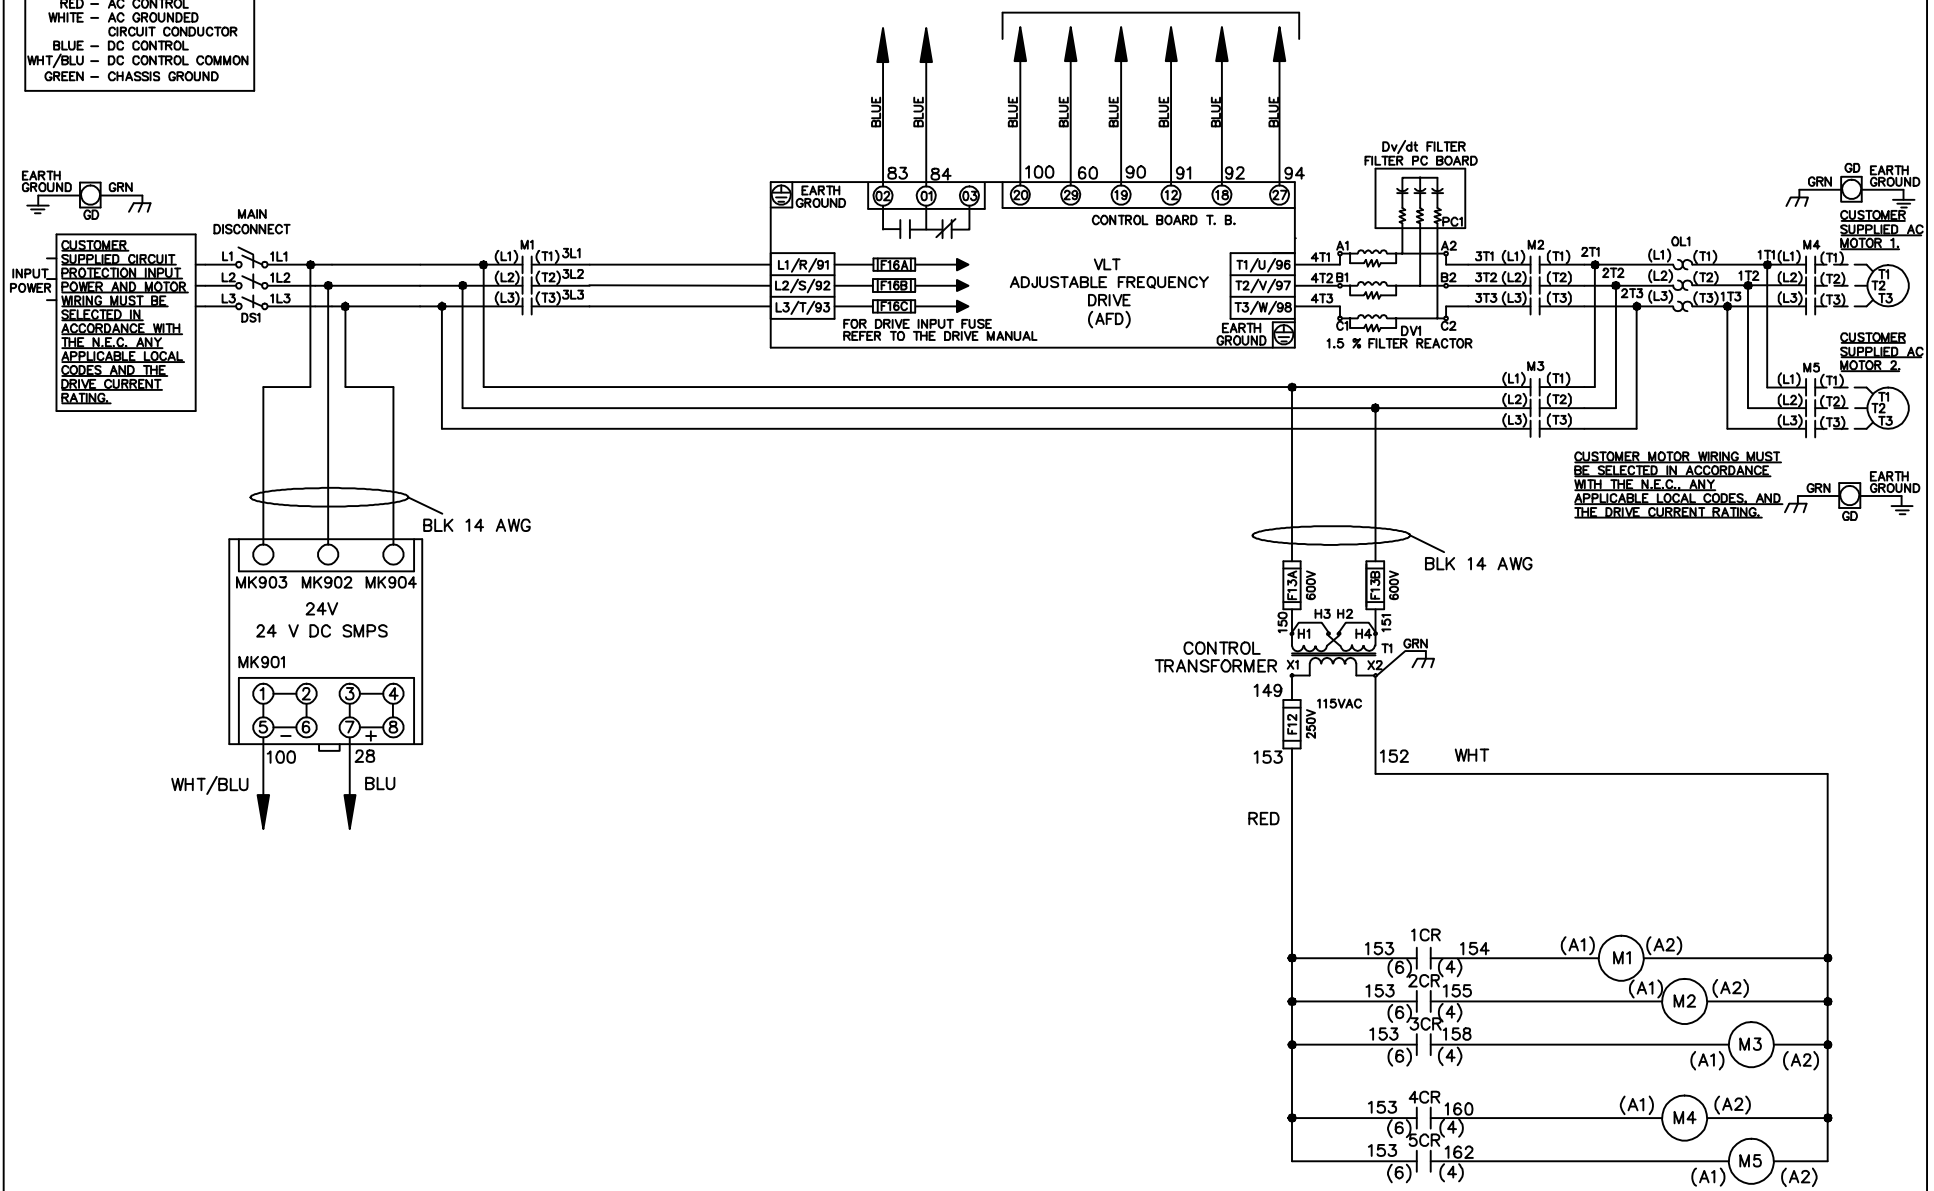 RED – AC CONTROL
WHITE – AC GROUNDED
CIRCUIT CONDUCTOR
BLUE – DC CONTROL
WHT/BLU – DC CONTROL COMMON
GREEN – CHASSIS GROUND
BLUE
BLUE
BLUE
BLUE
BLUE
BLUE
BLUE
BLUE
83 84 100 60 90 91 92 94
EARTH
GROUND
GRN
GD
MAIN
DISCONNECT
INPUT
POWER
CUSTOMER
SUPPLIED CIRCUIT
PROTECTION INPUT
POWER AND MOTOR
WIRING MUST BE
SELECTED IN
ACCORDANCE WITH
THE N.E.C. ANY
APPLICABLE LOCAL
CODES AND THE
DRIVE CURRENT
RATING.
L1 1L1
L2 1L2
L3 1L3
DS1
M1
(L1) (T1) 3L1
(L2) (T2) 3L2
(L3) (T3) 3L3
EARTH
GROUND
02 01 03
20 29 19 12 18 27
CONTROL BOARD T. B.
L1/R/91
L2/S/92
L3/T/93
F16A
F16B
F16C
FOR DRIVE INPUT FUSE
REFER TO THE DRIVE MANUAL
VLT
ADJUSTABLE FREQUENCY
DRIVE
(AFD)
T1/U/96
T2/V/97
T3/W/98
EARTH
GROUND
Dv/dt FILTER
FILTER PC BOARD
PC1
4T1 A1 A2
4T2 B1 B2
4T3 C1 C2
DV1
1.5 % FILTER REACTOR
M2
3T1 (L1) (T1) 2T1
3T2 (L2) (T2) 2T2
3T3 (L3) (T3) 2T3
OL1
(L1) (T1) 1T1
(L2) (T2) 1T2
(L3) (T3) 1T3
M4
(L1) (T1)
(L2) (T2)
(L3) (T3)
T1
T2
T3
GRN
GD
EARTH
GROUND
CUSTOMER
SUPPLIED AC
MOTOR 1.
M3
(L1) (T1)
(L2) (T2)
(L3) (T3)
M5
(L1) (T1)
(L2) (T2)
(L3) (T3)
T1
T2
T3
CUSTOMER
SUPPLIED AC
MOTOR 2.
CUSTOMER MOTOR WIRING MUST
BE SELECTED IN ACCORDANCE
WITH THE N.E.C., ANY
APPLICABLE LOCAL CODES, AND
THE DRIVE CURRENT RATING.
GRN
GD
EARTH
GROUND
BLK 14 AWG
MK903 MK902 MK904
24V
24 V DC SMPS
MK901
1 2 3 4
5 6 7 8
– +
100 28
WHT/BLU BLU
BLK 14 AWG
F13A
600V
F13B
600V
150
151
H3 H2
H1 H4
T1
GRN
CONTROL
TRANSFORMER
X1 X2
149
115VAC
F12
250V
153
152
WHT
RED
1CR
153 154 (A1) M1 (A2)
(6) (4)
2CR
153 155 (A1) M2 (A2)
(6) (4)
3CR
153 158 (A1) M3 (A2)
(6) (4)
4CR
153 160 (A1) M4 (A2)
(6) (4)
5CR
153 162 (A1) M5 (A2)
(6) (4)